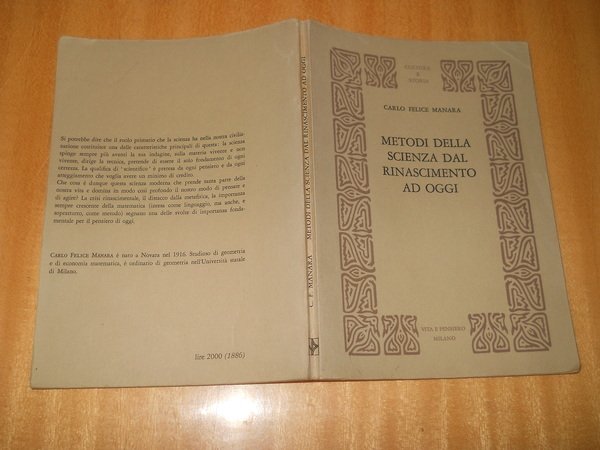 Si potrebbe dire che il ruolo primario che la scienza ha nella nostra civiliz-
zazione costituisce una delle caratteristiche principali di questa: la scienza
spinge sempre più avanti la sua indagine, sulla materia vivente e non
vivente, dirige la tecnica, pretende di essere il solo fondamento di ogni
certezza. La qualifica di 'scientifico' è pretesa da ogni pensiero e da ogni
atteggiamento che voglia avere un minimo di credito.
Che cosa è dunque questa scienza moderna che prende tanta parte della
nostra vita e domina in modo così profondo il nostro modo di pensare e
di agire? La crisi rinascimentale, il distacco dalla metafisica, la importanza
sempre crescente della matematica (intesa come linguaggio, ma anche, e
soprattutto, come metodo) segnano una delle svolte di importanza fonda-
mentale per il pensiero di oggi.
CARLO FELICE MANARA è nato a Novara nel 1916. Studioso di geometria
e di economia matematica, è ordinario di geometria nell'Università statale
di Milano.
lire 2000 (1886)
C. F. MANARA METODI DELLA SCIENZA DAL RINASCIMENTO AD OGGI
CULTURA
E
STORIA
CARLO FELICE MANARA
METODI DELLA
SCIENZA DAL
RINASCIMENTO
AD OGGI
VITA E PENSIERO
MILANO